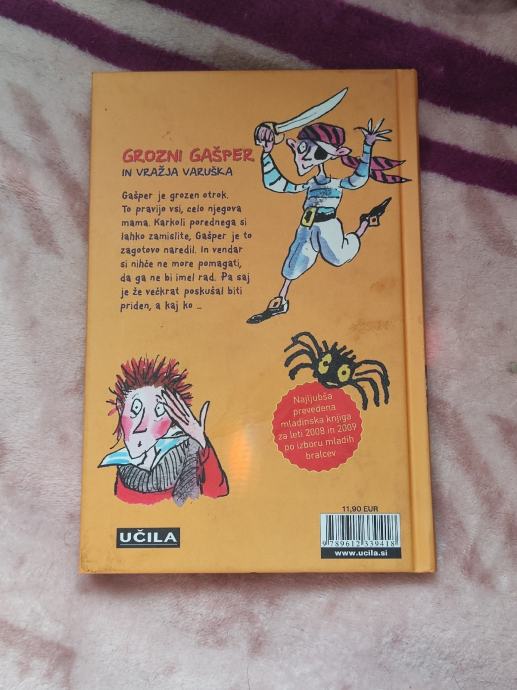 GROZNI GAŠPER
IN VRAŽJA VARUŠKA
Gašper je grozen otrok.
To pravijo vsi, celo njegova
mama. Karkoli porednega si
lahko zamislite, Gašper je to
zagotovo naredil. In vendar
si nihče ne more pomagati,
da ga ne bi imel rad. Pa saj
je že večkrat poskušal biti
priden, a kaj ko ...
Najljubša
prevedena
mladinska knjiga
za leti 2008 in 2009
po izboru mladih
bralcev
11,90 EUR
9 789612 339418
www.ucila.si
UČILA